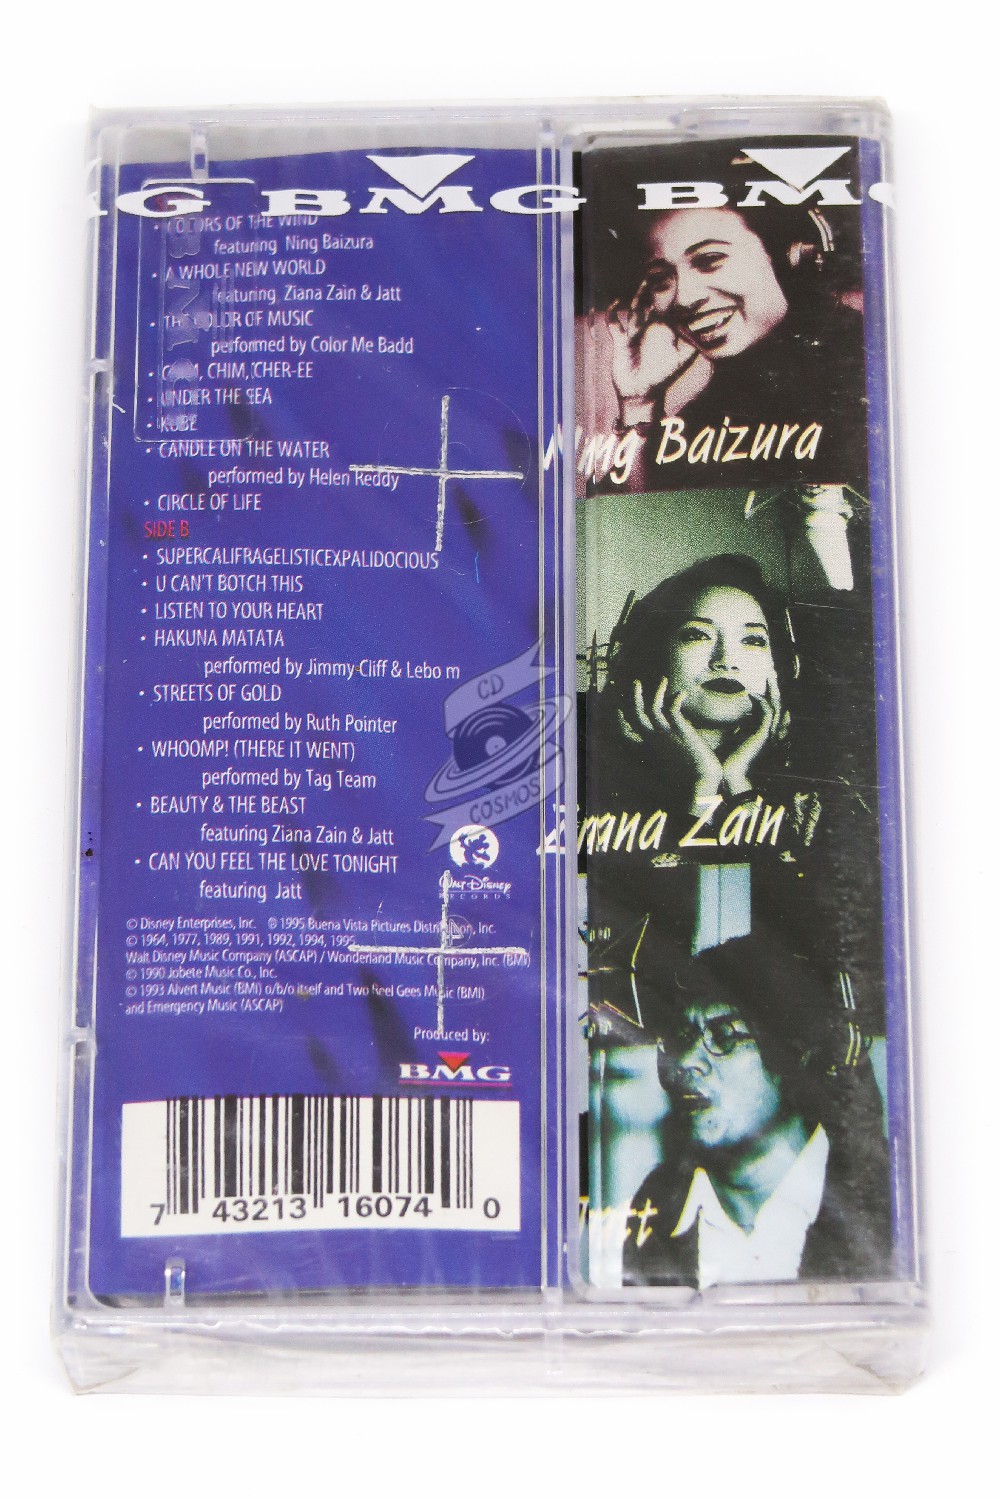 BMG BMG
COLORS OF THE WIND
featuring Ning Baizura
• A WHOLE NEW WORLD
featuring Ziana Zain & Jatt
• THE COLOR OF MUSIC
performed by Color Me Badd
• CHIM, CHIM, CHER-EE
• UNDER THE SEA
• KUBE
• CANDLE ON THE WATER
performed by Helen Reddy
• CIRCLE OF LIFE
SIDE B
• SUPERCALIFRAGELISTICEXPALIDOCIOUS
• U CAN'T BOTCH THIS
• LISTEN TO YOUR HEART
• HAKUNA MATATA
performed by Jimmy Cliff & Lebo m
• STREETS OF GOLD
performed by Ruth Pointer
• WHOOMP! (THERE IT WENT)
performed by Tag Team
• BEAUTY & THE BEAST
featuring Ziana Zain & Jatt
• CAN YOU FEEL THE LOVE TONIGHT
featuring Jatt
WALT DISNEY
RECORDS
© Disney Enterprises, Inc. ℗ 1995 Buena Vista Pictures Distribution, Inc.
© 1964, 1977, 1989, 1991, 1992, 1994, 1995
Walt Disney Music Company (ASCAP) / Wonderland Music Company, Inc. (BMI)
© 1990 Jobete Music Co., Inc.
© 1993 Alvert Music (BMI) o/b/o itself and Two Reel Gees Music (BMI)
and Emergency Music (ASCAP)
Produced by:
BMG
7 43213 16074 0
Ning Baizura
Ziana Zain
Jatt
CD
COSMOS